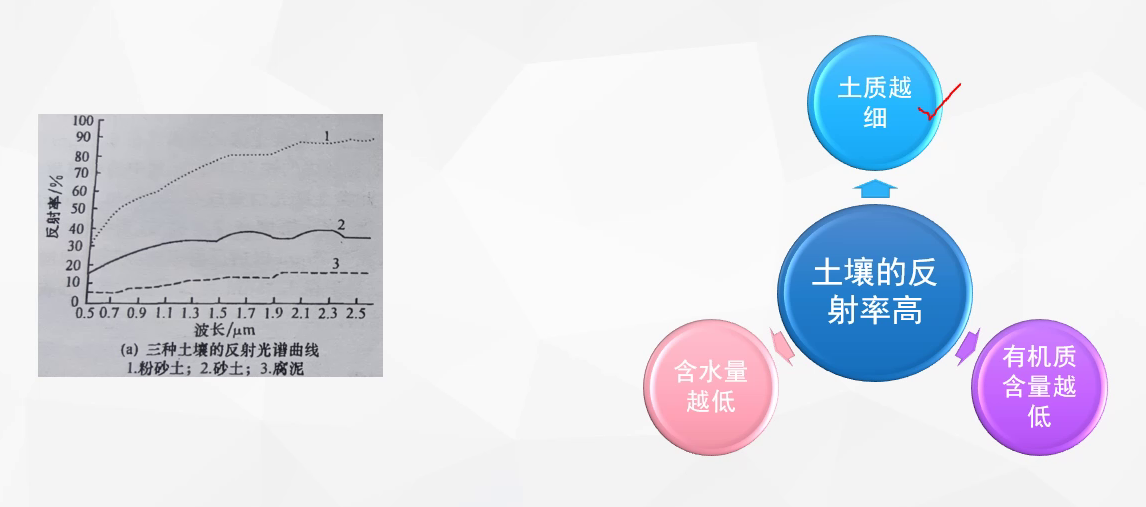 100
90
80
70
60
50
40
30
20
10
0
反射率/%
1
2
3
0.5 0.7 0.9 1.1 1.3 1.5 1.7 1.9 2.1 2.3 2.5
波长/μm
(a) 三种土壤的反射光谱曲线
1.粉砂土; 2.砂土; 3.腐泥
土质越
细
土壤的反
射率高
含水量
越低
有机质
含量越
低